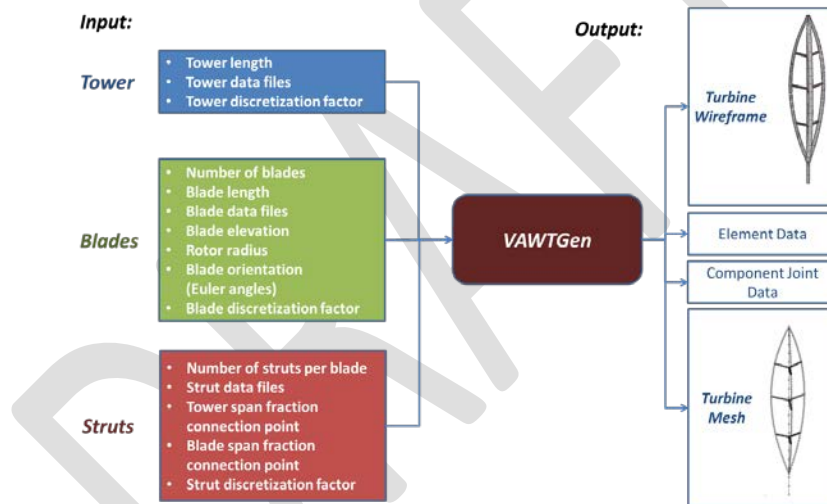 Input:
Output:
Tower
• Tower length
• Tower data files
• Tower discretization factor
Blades
• Number of blades
• Blade length
• Blade data files
• Blade elevation
• Rotor radius
• Blade orientation
(Euler angles)
• Blade discretization factor
Struts
• Number of struts per blade
• Strut data files
• Tower span fraction
connection point
• Blade span fraction
connection point
• Strut discretization factor
VAWTGen
Turbine
Wireframe
Element Data
Component Joint
Data
Turbine
Mesh
DRAFT